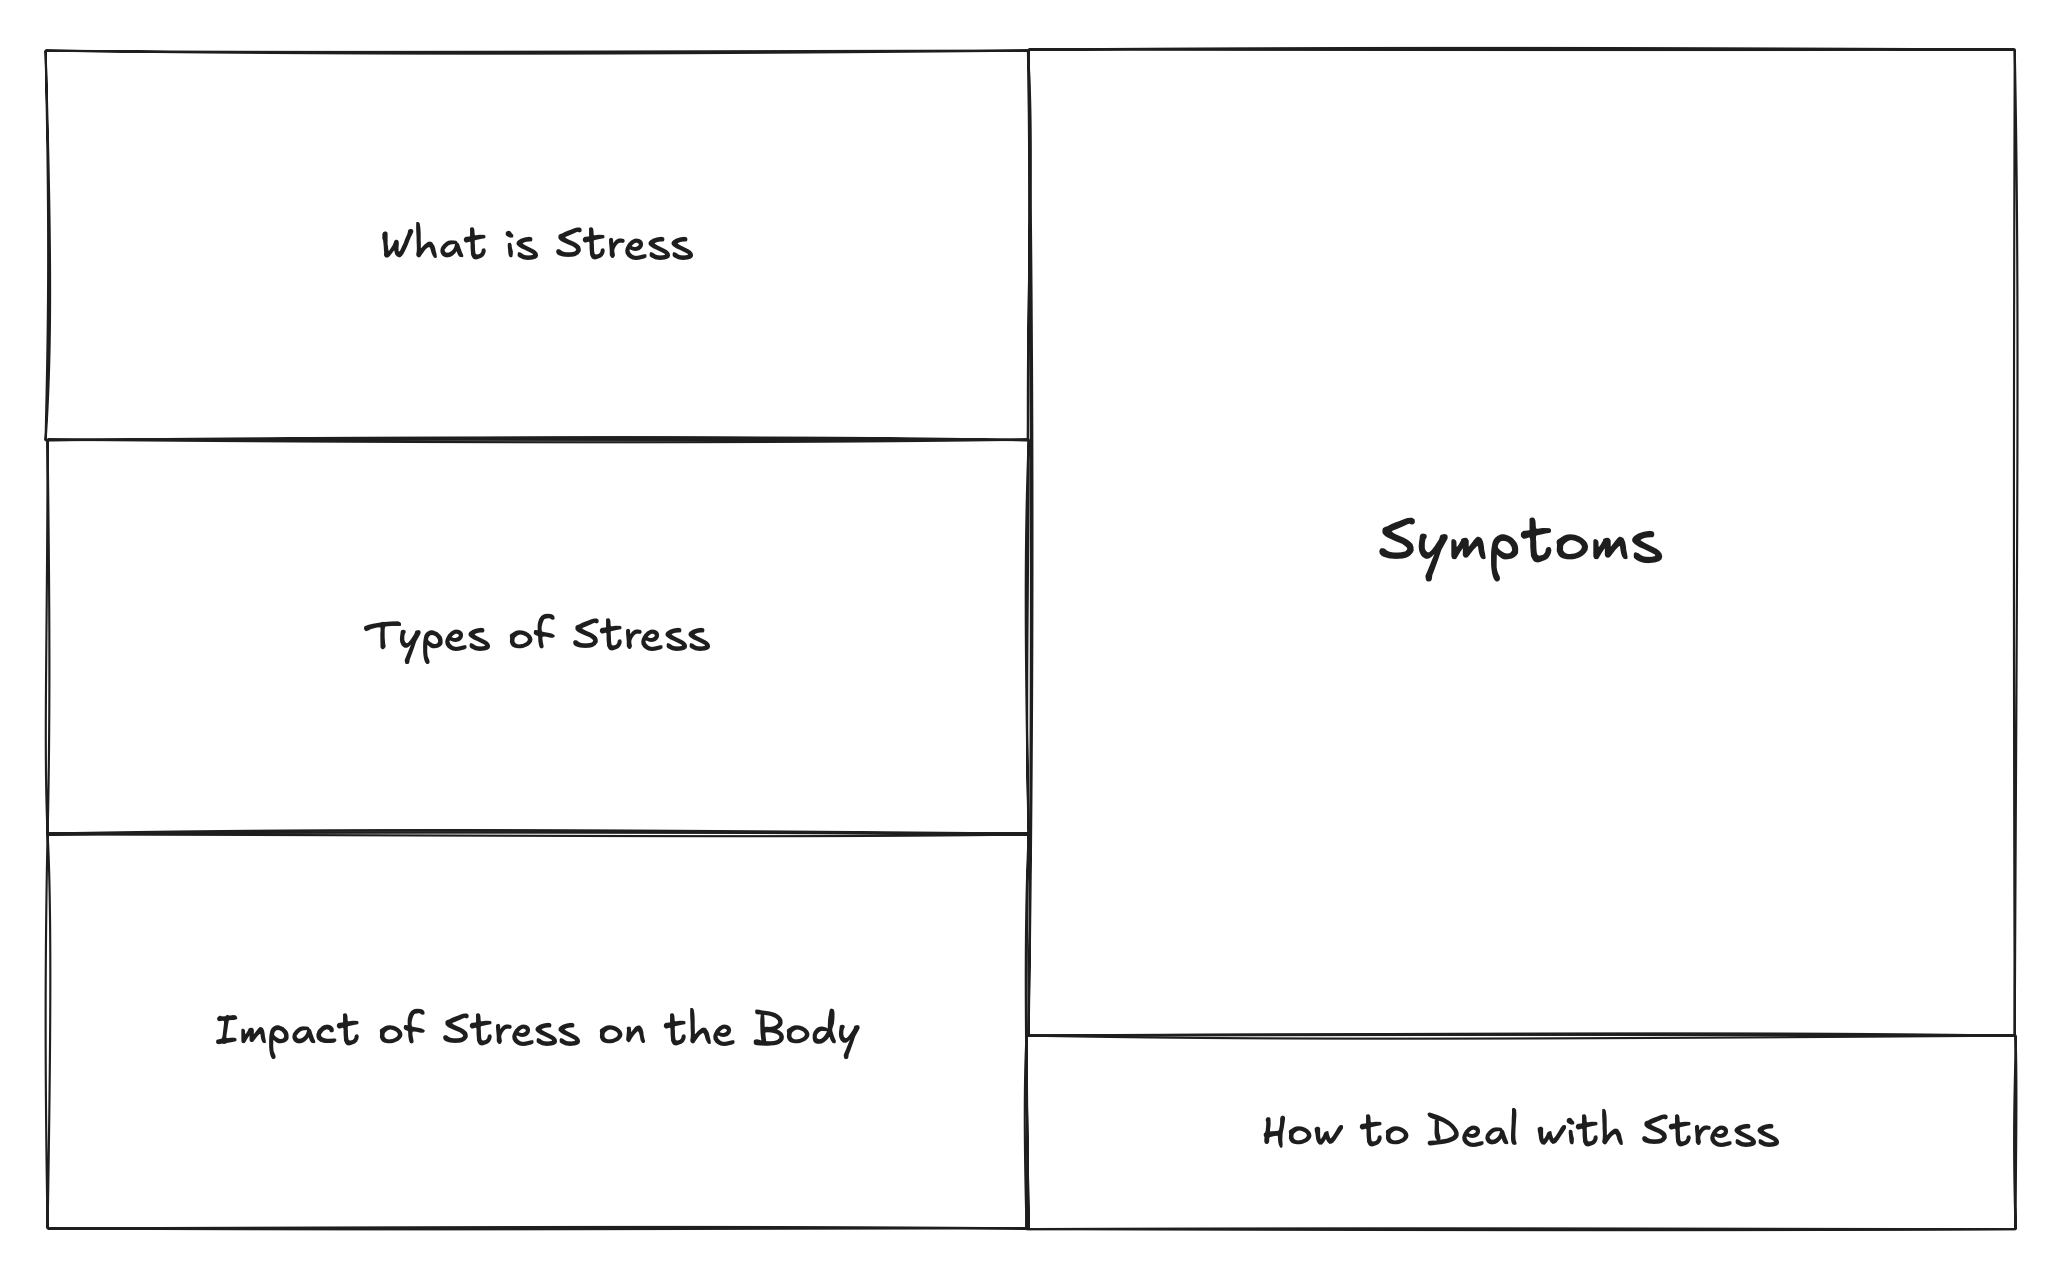 What is Stress
Types of Stress
Impact of Stress on the Body
Symptoms
How to Deal with Stress